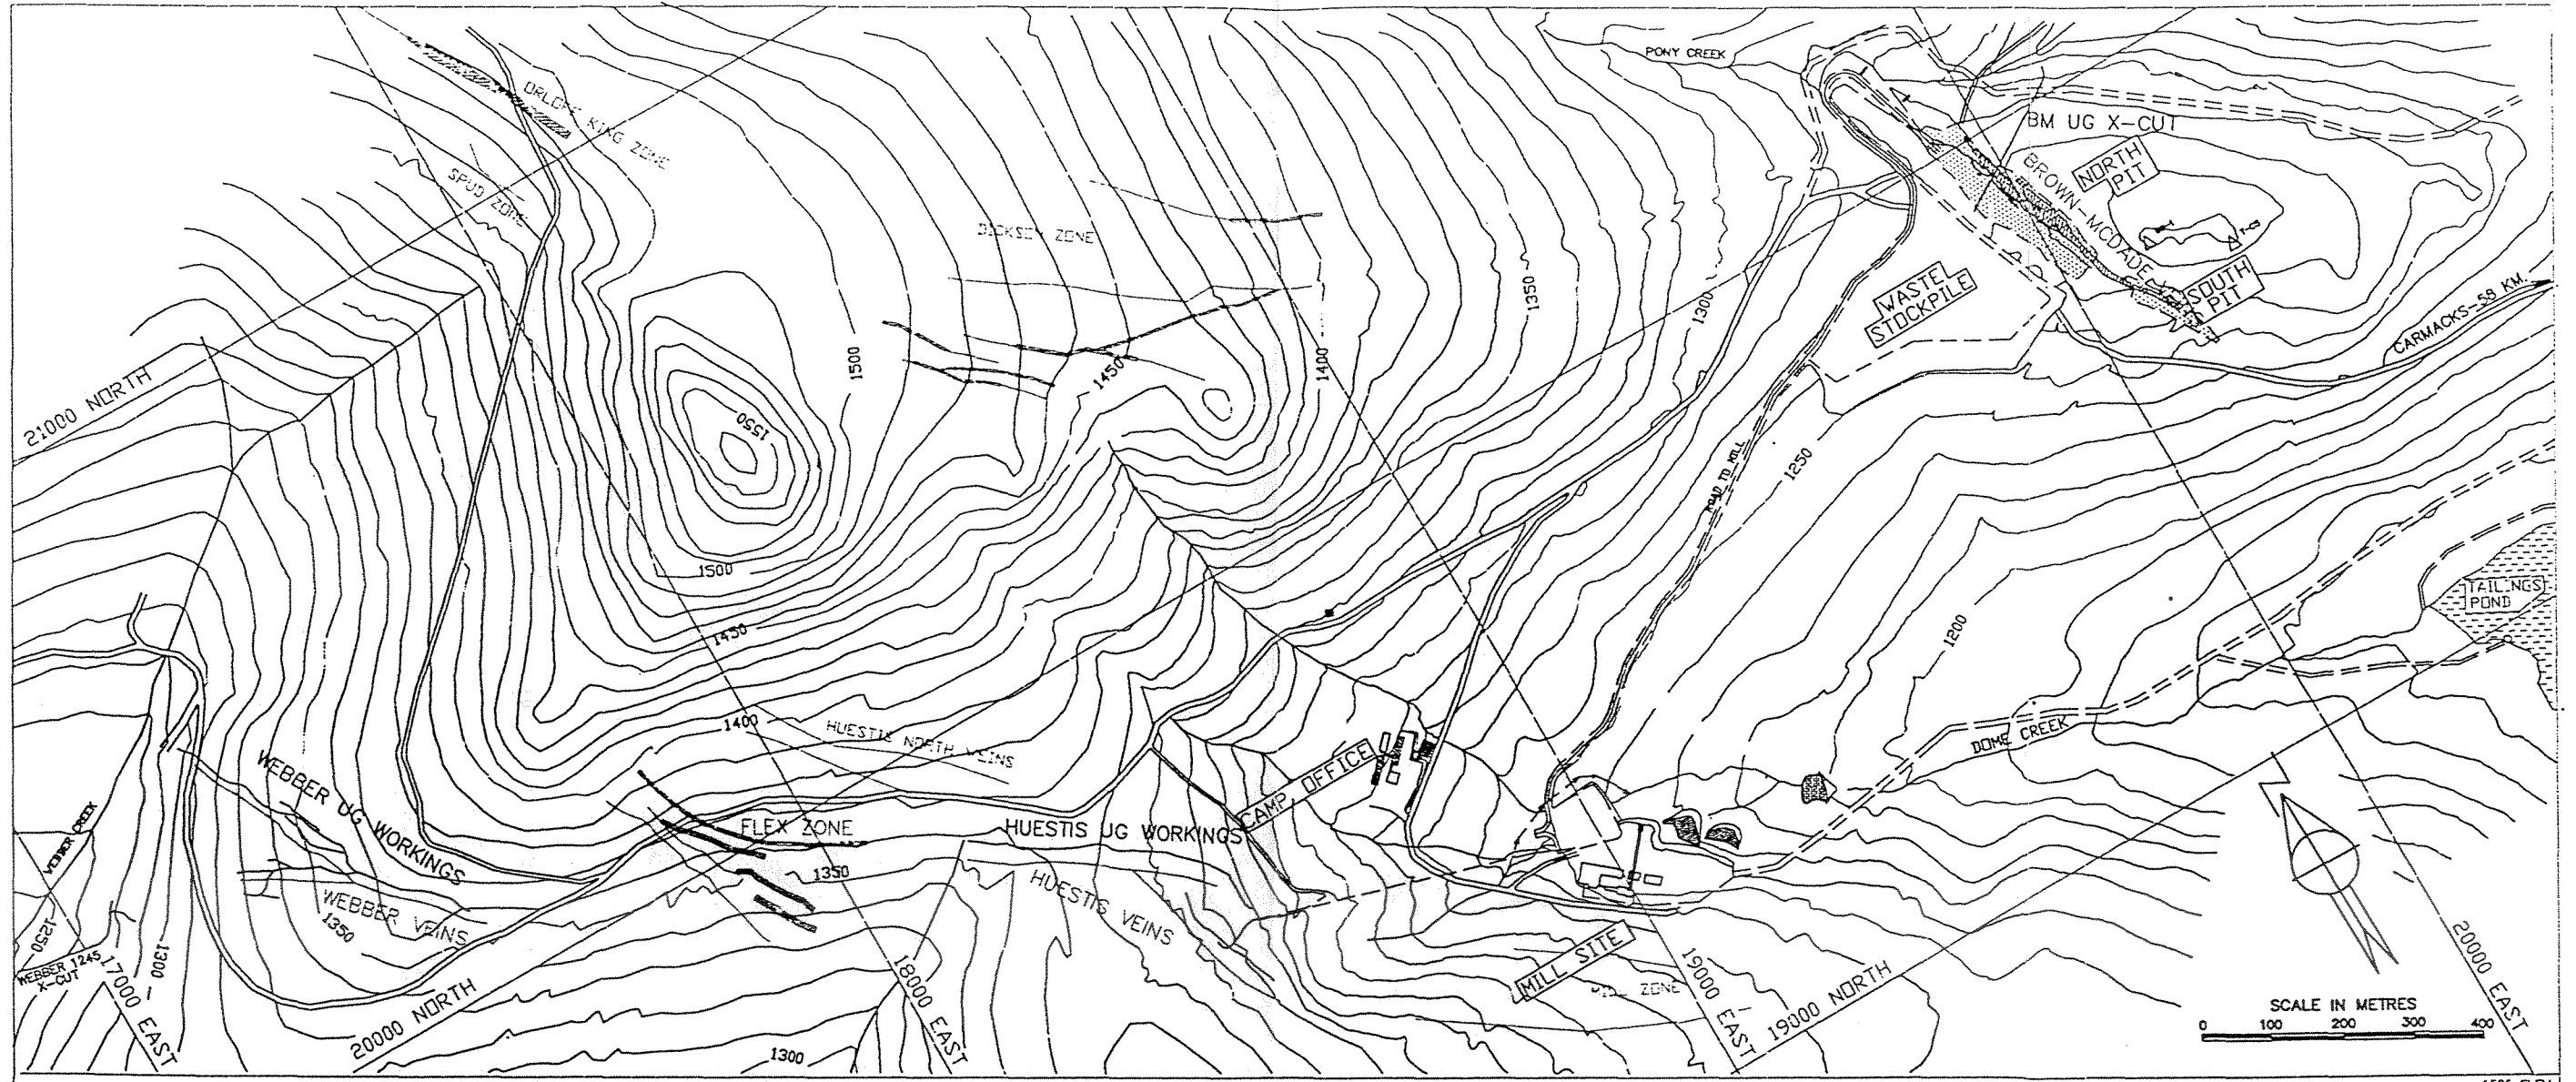 PONY CREEK
KING ZONE
SPUD ZONE
ZONE
BM UG X-CUT
BROWN-MCDADE
NORTH
PIT
SOUTH
PIT
WASTE
STOCKPILE
CARMACKS-58 KM.
1300
1350
1400
1450
1500
1550
21000 NORTH
ROAD TO MILL
1250
1500
1450
1200
TAILINGS
POND
1400
HUESTIS NORTH VEINS
DOME CREEK
CAMP OFFICE
WEBBER UG WORKINGS
FLEX ZONE
HUESTIS UG WORKINGS
WEBBER CREEK
1350
HUESTIS VEINS
WEBBER VEINS
1350
1250
1300
WEBBER 1245
X-CUT
17000 EAST
20000 NORTH
18000 EAST
1300
MILL SITE
ZONE
19000 EAST
19000 NORTH
20000 EAST
SCALE IN METRES
0 100 200 300 400